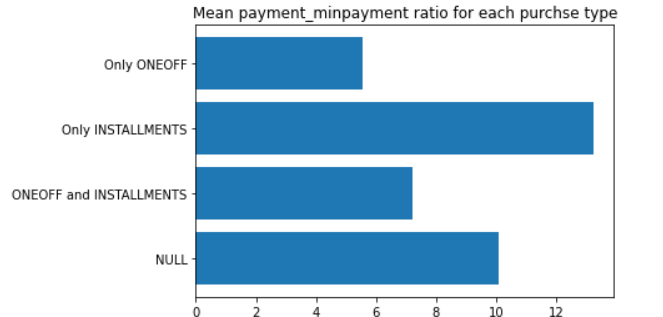 Mean payment_minpayment ratio for each purchse type
Only ONEOFF
Only INSTALLMENTS
ONEOFF and INSTALLMENTS
NULL
0 2 4 6 8 10 12